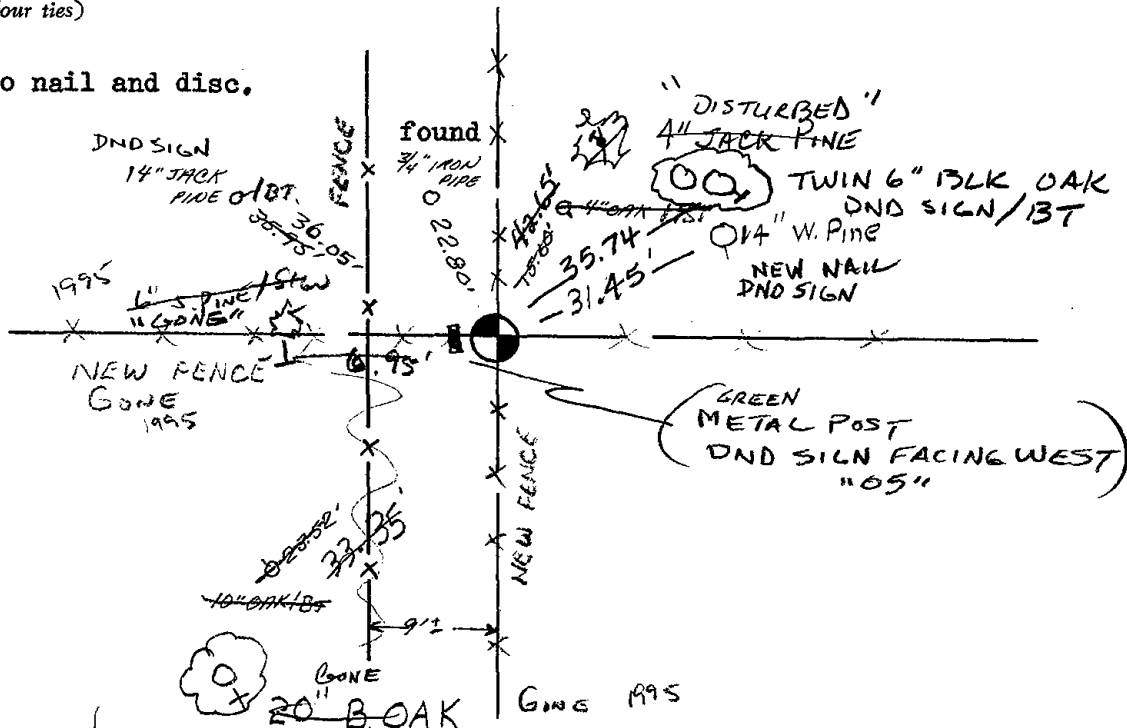 our ties)
o nail and disc.
"DISTURBED"
4" JACK PINE
DND SIGN
14" JACK
PINE o/BT.
36.05'
35.95'
FENCE
found
3/4" IRON
PIPE
22.80'
42.65'
35.74
31.45'
TWIN 6" BLK OAK
DND SIGN/BT
14" W. Pine
NEW NAIL
DND SIGN
1995
6" J. PINE/SIGN
"GONE"
6.95'
NEW FENCE
GONE
1995
GREEN
METAL POST
DND SIGN FACING WEST
"05"
NEW FENCE
23.52'
33.35'
10" OAK/BT
9'±
GONE
20" B. OAK
GONE 1995